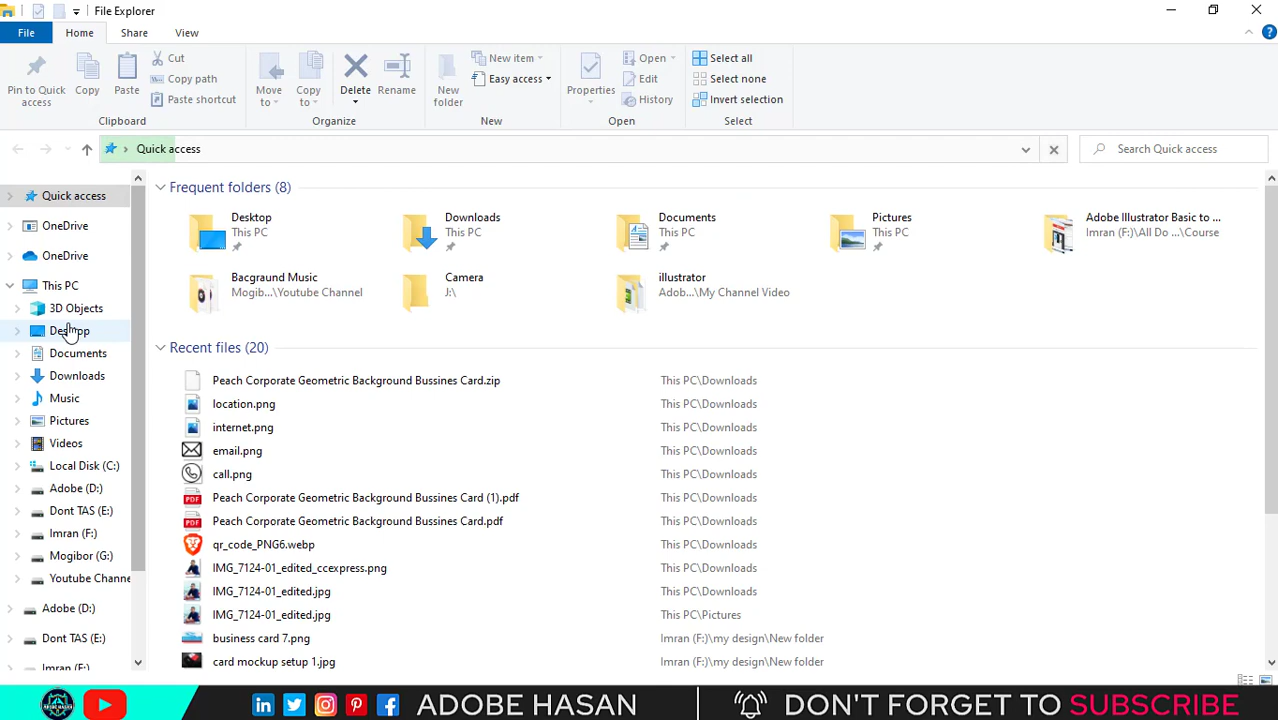 File Explorer
File Home Share View
Pin to Quick access
Copy
Paste
Cut
Copy path
Paste shortcut
Clipboard
Move to
Copy to
Delete
Rename
Organize
New folder
New item
Easy access
New
Properties
Open
Edit
History
Open
Select all
Select none
Invert selection
Select
Quick access
Search Quick access
Quick access
OneDrive
OneDrive
This PC
3D Objects
Desktop
Documents
Downloads
Music
Pictures
Videos
Local Disk (C:)
Adobe (D:)
Dont TAS (E:)
Imran (F:)
Mogibor (G:)
Youtube Channe
Adobe (D:)
Dont TAS (E:)
Imran (F:)
Frequent folders (8)
Desktop
This PC
Downloads
This PC
Documents
This PC
Pictures
This PC
Adobe Illustrator Basic to ...
Imran (F:)\All Do ...\Course
Bacground Music
Mogib...\Youtube Channel
Camera
J:\
illustrator
Adob...\My Channel Video
Recent files (20)
Peach Corporate Geometric Background Bussines Card.zip This PC\Downloads
location.png This PC\Downloads
internet.png This PC\Downloads
email.png This PC\Downloads
call.png This PC\Downloads
Peach Corporate Geometric Background Bussines Card (1).pdf This PC\Downloads
Peach Corporate Geometric Background Bussines Card.pdf This PC\Downloads
qr_code_PNG6.webp This PC\Downloads
IMG_7124-01_edited_ccexpress.png This PC\Downloads
IMG_7124-01_edited.jpg This PC\Downloads
IMG_7124-01_edited.jpg This PC\Pictures
business card 7.png Imran (F:)\my design\New folder
card mockup setup 1.jpg Imran (F:)\my design\New folder
ADOBE HASAN
DON'T FORGET TO SUBSCRIBE